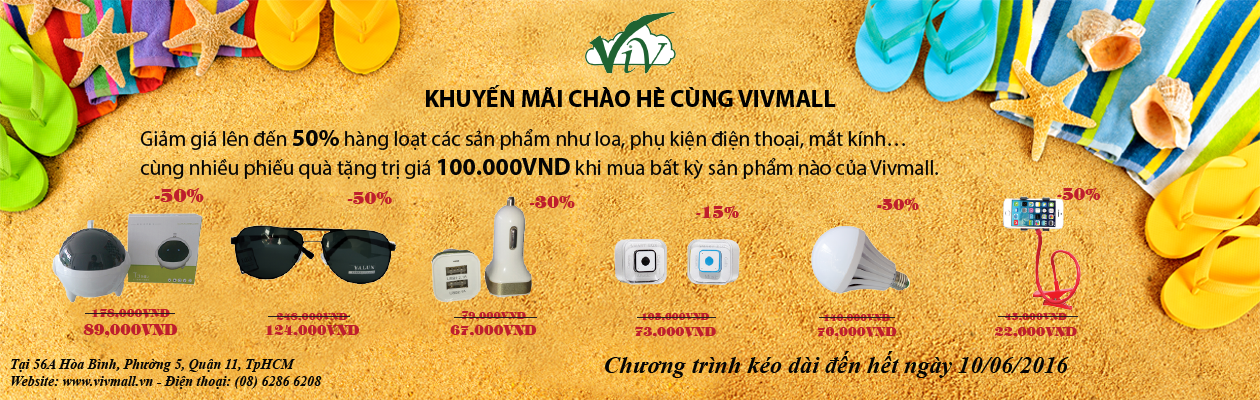 ViV
KHUYẾN MÃI CHÀO HÈ CÙNG VIVMALL
Giảm giá lên đến 50% hàng loạt các sản phẩm như loa, phụ kiện điện thoại, mắt kính...
cùng nhiều phiếu quà tặng trị giá 100.000VND khi mua bất kỳ sản phẩm nào của Vivmall.
-50% -50% -30% -15% -50% -50%
VALUS
178,000VND 248,000VND 79,000VND 105,000VND 140,000VND 45,000VND
89,000VND 124,000VND 67.000VND 73.000VND 70,000VND 22.000VND
Tại 56A Hòa Bình, Phường 5, Quận 11, TpHCM
Website: www.vivmall.vn - Điện thoại: (08) 6286 6208
Chương trình kéo dài đến hết ngày 10/06/2016